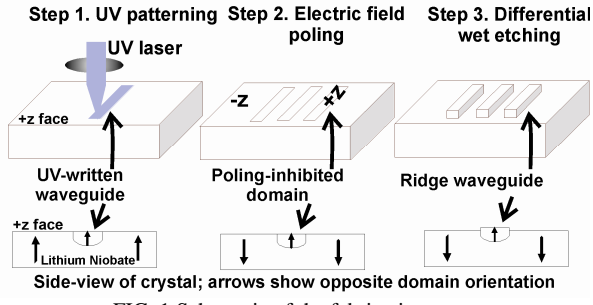 Step 1. UV patterning
Step 2. Electric field
poling
Step 3. Differential
wet etching
UV laser
+z face
-z
+z
UV-written
waveguide
Poling-inhibited
domain
Ridge waveguide
+z face
Lithium Niobate
Side-view of crystal; arrows show opposite domain orientation